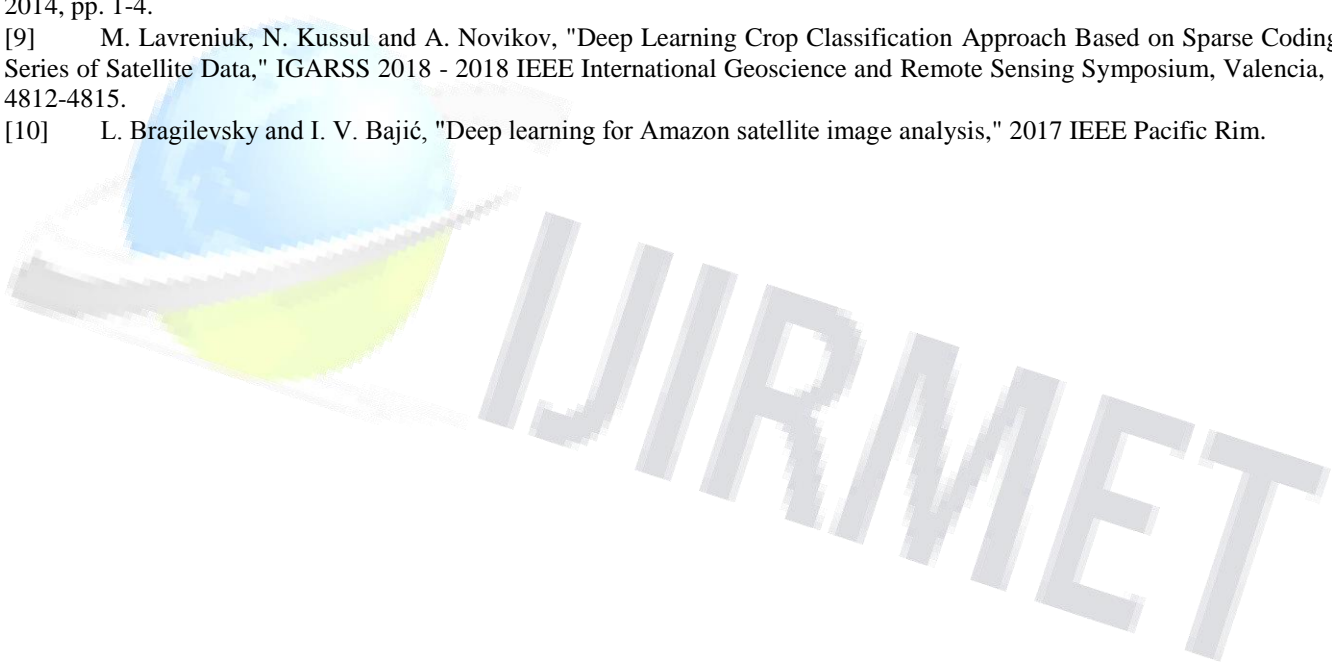 2014, pp. 1-4.
[9] M. Lavreniuk, N. Kussul and A. Novikov, "Deep Learning Crop Classification Approach Based on Sparse Coding
Series of Satellite Data," IGARSS 2018 - 2018 IEEE International Geoscience and Remote Sensing Symposium, Valencia,
4812-4815.
[10] L. Bragilevsky and I. V. Bajić, "Deep learning for Amazon satellite image analysis," 2017 IEEE Pacific Rim.
IJIRMET